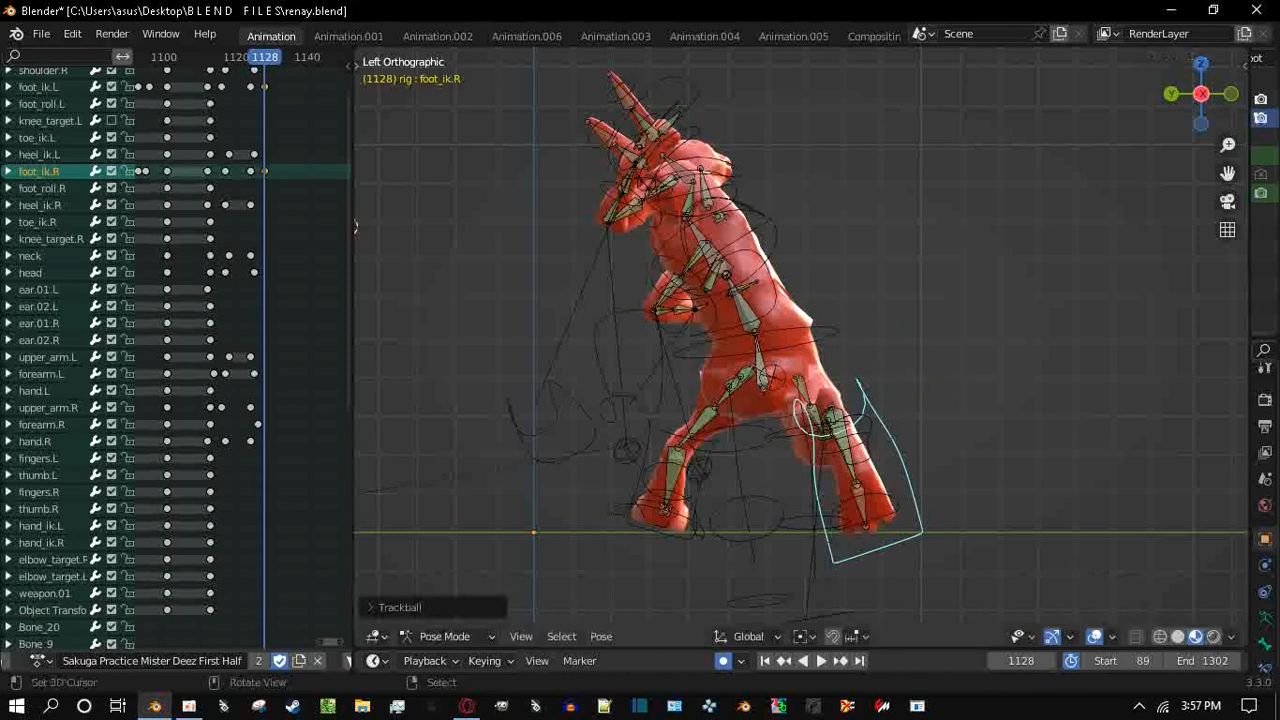 Blender* [C:\Users\asus\Desktop\B L E N D   F I L E S\renay.blend]
File Edit Render Window Help Animation Animation.001 Animation.002 Animation.006 Animation.003 Animation.004 Animation.005 Compositin Scene RenderLayer
1100 1120 1128 1140
Left Orthographic
(1128) rig : foot_ik.R
shoulder.R
foot_ik.L
foot_roll.L
knee_target.L
toe_ik.L
heel_ik.L
foot_ik.R
foot_roll.R
heel_ik.R
toe_ik.R
knee_target.R
neck
head
ear.01.L
ear.02.L
ear.01.R
ear.02.R
upper_arm.L
forearm.L
hand.L
upper_arm.R
forearm.R
hand.R
fingers.L
thumb.L
fingers.R
thumb.R
hand_ik.L
hand_ik.R
elbow_target.
elbow_target.
weapon.01
Object Transfo
Bone_20
Bone_9
Z
Y
X
oot
> Trackball
Pose Mode View Select Pose Global
Sakuga Practice Mister Deez First Half 2
Playback Keying View Marker 1128 Start 89 End 1302
Set 3D Cursor Rotate View Select 3.3.0
3:57 PM